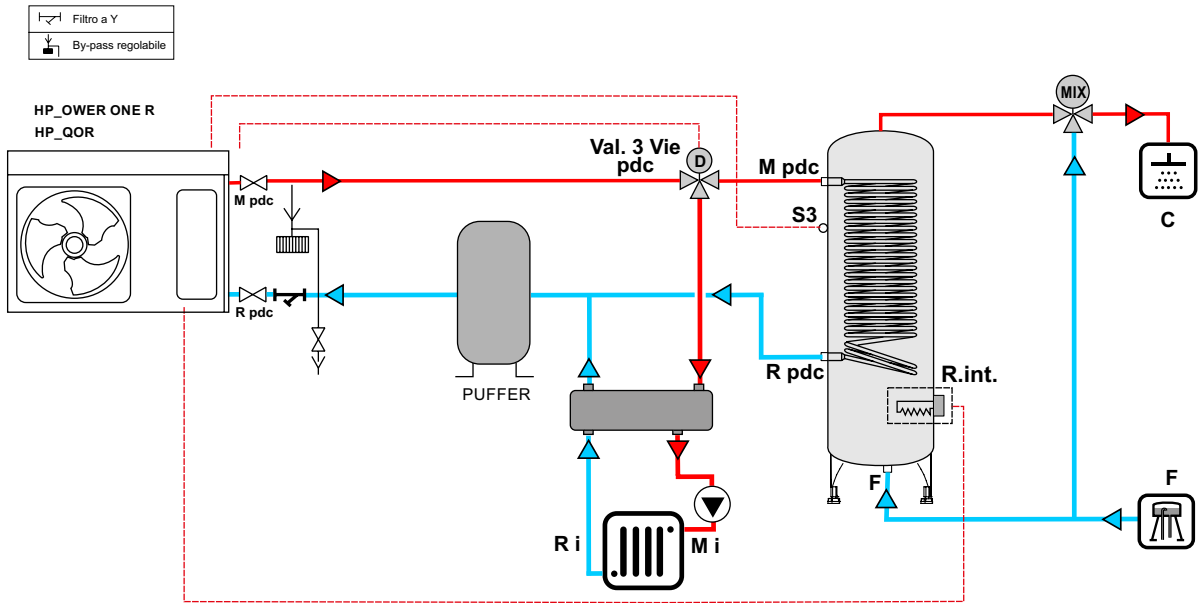 Filtro a Y
By-pass regolabile
HP_OWER ONE R
HP_QOR
MIX
Val. 3 Vie
pdc
D
M pdc
M pdc
S3
C
R pdc
R pdc
R.int.
PUFFER
F
F
R i
M i